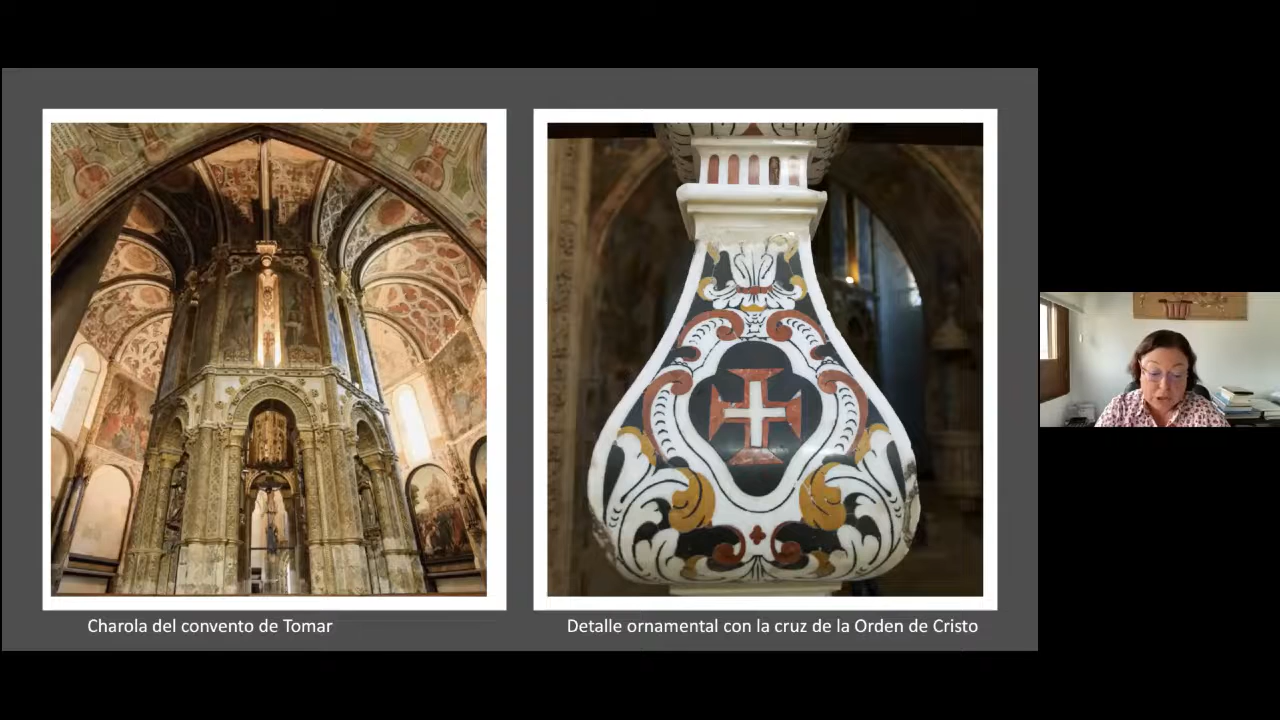 Charola del convento de Tomar
Detalle ornamental con la cruz de la Orden de Cristo